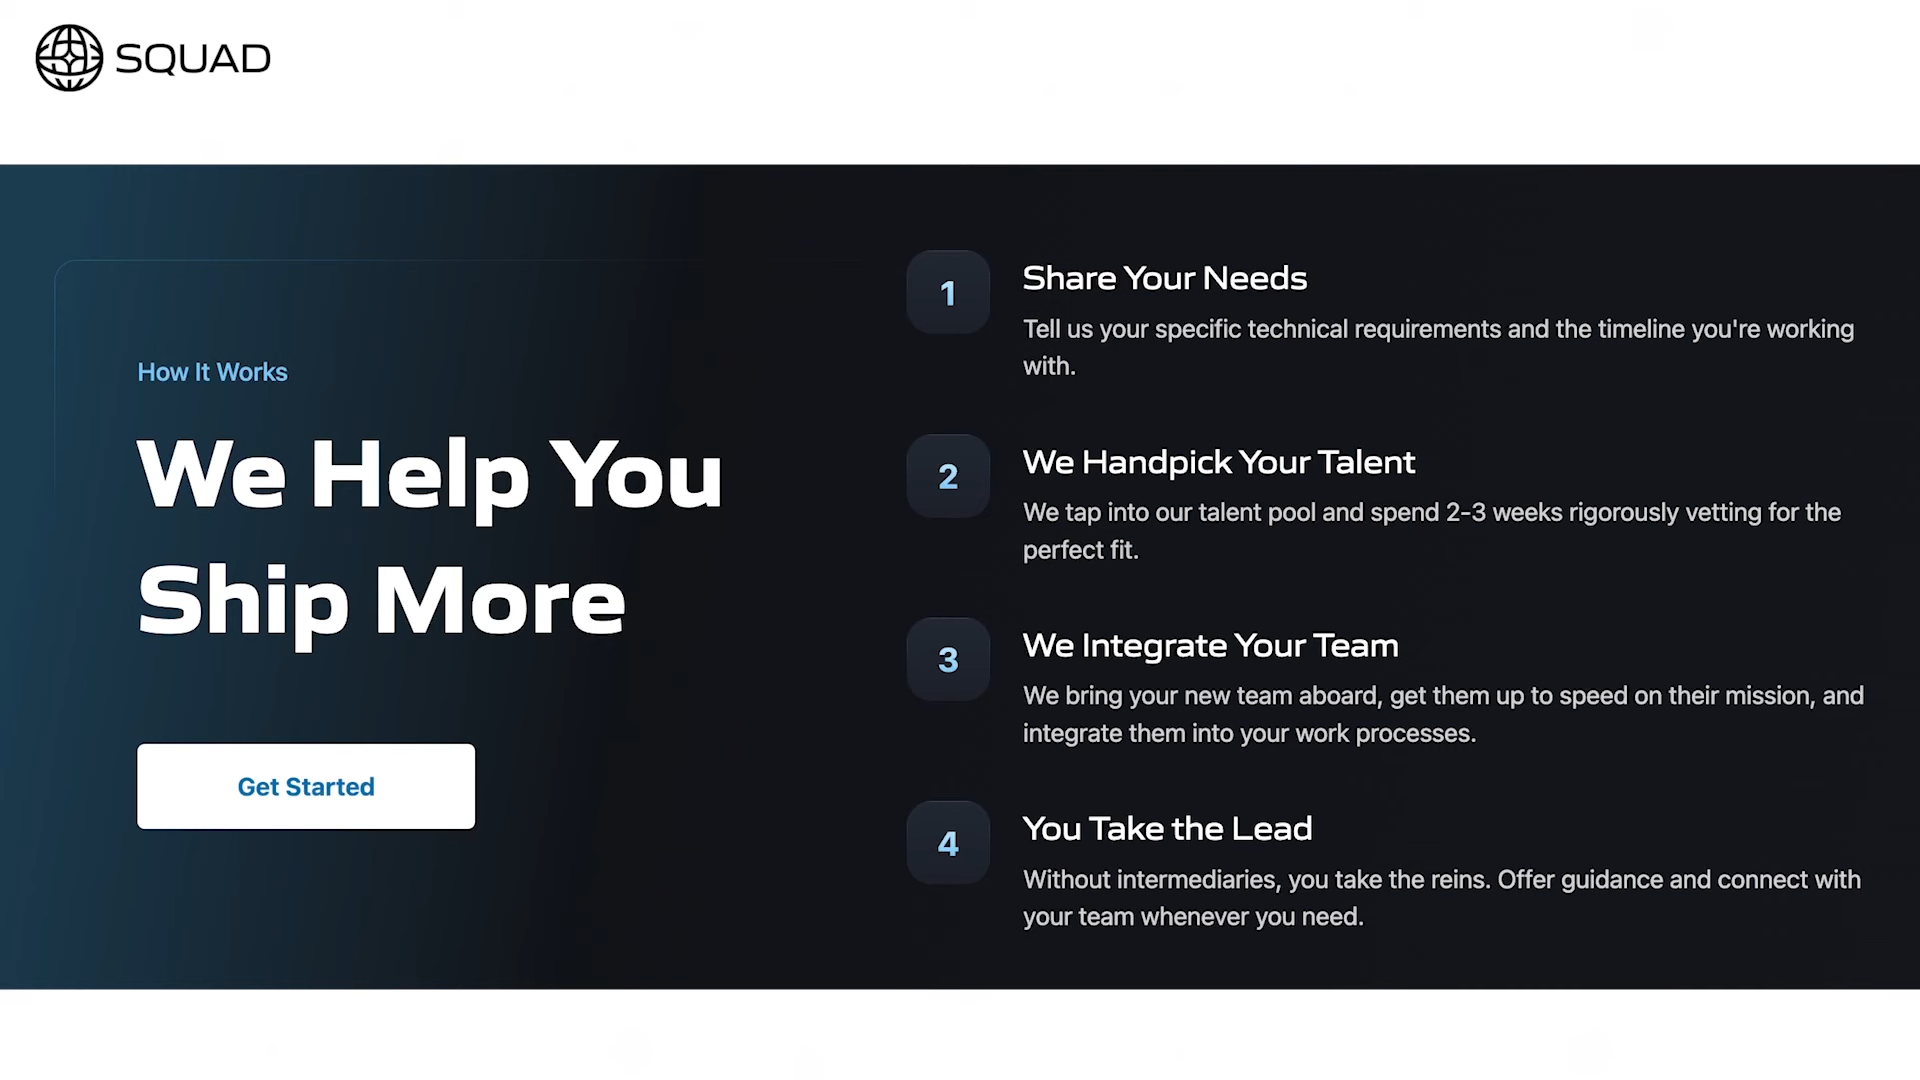 SQUAD
How It Works
We Help You
Ship More
Get Started
1
Share Your Needs
Tell us your specific technical requirements and the timeline you're working
with.
2
We Handpick Your Talent
We tap into our talent pool and spend 2-3 weeks rigorously vetting for the
perfect fit.
3
We Integrate Your Team
We bring your new team aboard, get them up to speed on their mission, and
integrate them into your work processes.
4
You Take the Lead
Without intermediaries, you take the reins. Offer guidance and connect with
your team whenever you need.